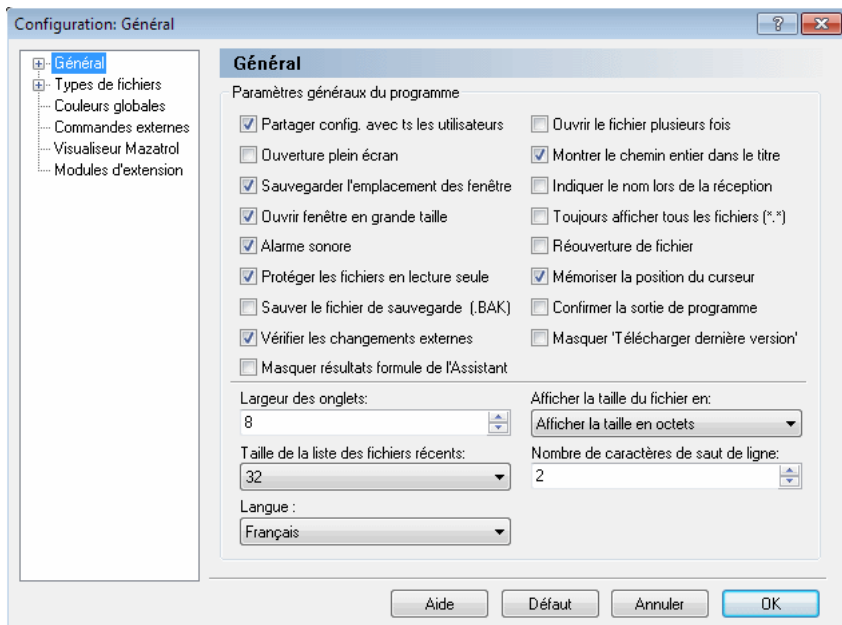 Configuration: Général
Général
Types de fichiers
Couleurs globales
Commandes externes
Visualiseur Mazatrol
Modules d'extension
Général
Paramètres généraux du programme
Partager config. avec ts les utilisateurs
Ouverture plein écran
Sauvegarder l'emplacement des fenêtre
Ouvrir fenêtre en grande taille
Alarme sonore
Protéger les fichiers en lecture seule
Sauver le fichier de sauvegarde (.BAK)
Vérifier les changements externes
Masquer résultats formule de l'Assistant
Ouvrir le fichier plusieurs fois
Montrer le chemin entier dans le titre
Indiquer le nom lors de la réception
Toujours afficher tous les fichiers (*.*)
Réouverture de fichier
Mémoriser la position du curseur
Confirmer la sortie de programme
Masquer 'Télécharger dernière version'
Largeur des onglets:
8
Afficher la taille du fichier en:
Afficher la taille en octets
Taille de la liste des fichiers récents:
32
Nombre de caractères de saut de ligne:
2
Langue :
Français
Aide
Défaut
Annuler
OK